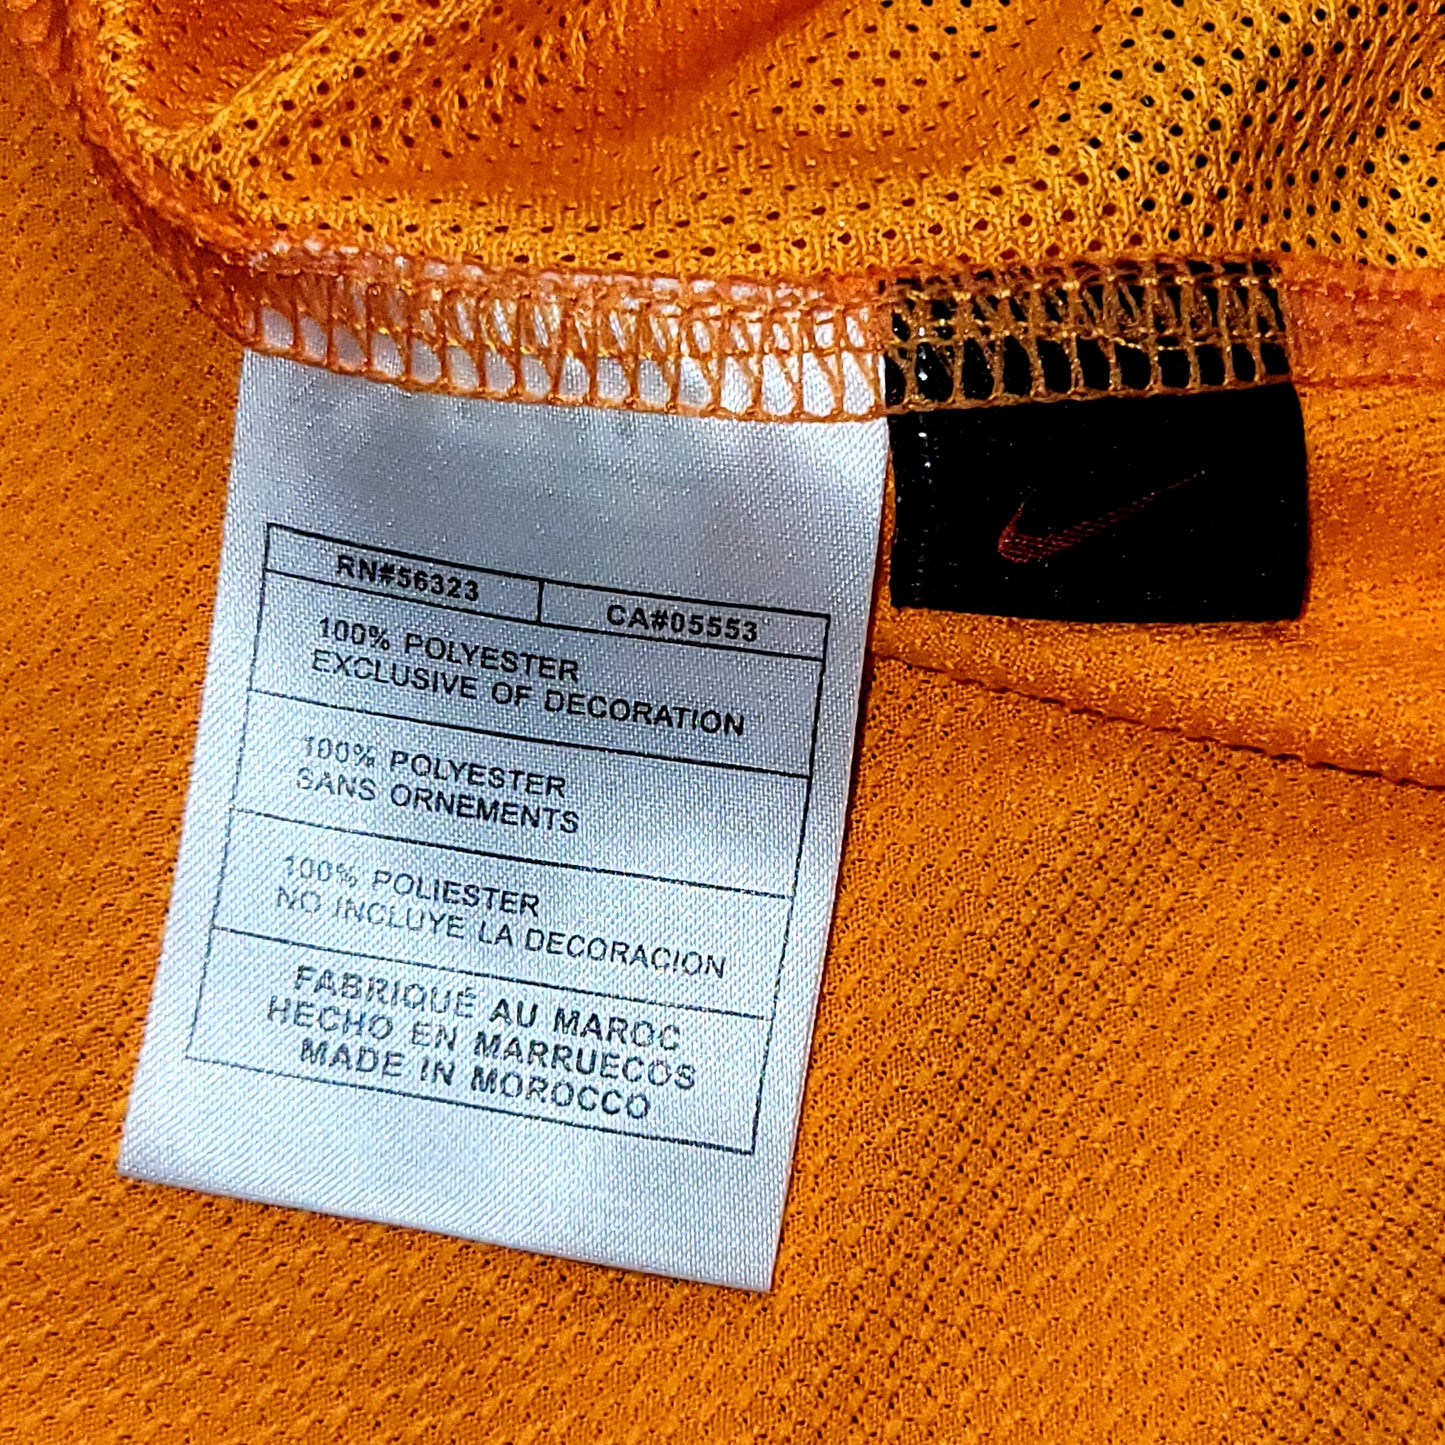 RN#56323
CA#05553
100% POLYESTER
EXCLUSIVE OF DECORATION
100% POLYESTER
SANS ORNEMENTS
100% POLIESTER
NO INCLUYE LA DECORACION
FABRIQUÉ AU MAROC
HECHO EN MARRUECOS
MADE IN MOROCCO